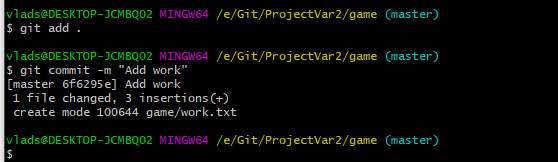 vlads@DESKTOP-JCMBQO2 MINGW64 /e/Git/ProjectVar2/game (master)
$ git add .
vlads@DESKTOP-JCMBQO2 MINGW64 /e/Git/ProjectVar2/game (master)
$ git commit -m "Add work"
[master 6f6295e] Add work
 1 file changed, 3 insertions(+)
 create mode 100644 game/work.txt
vlads@DESKTOP-JCMBQO2 MINGW64 /e/Git/ProjectVar2/game (master)
$